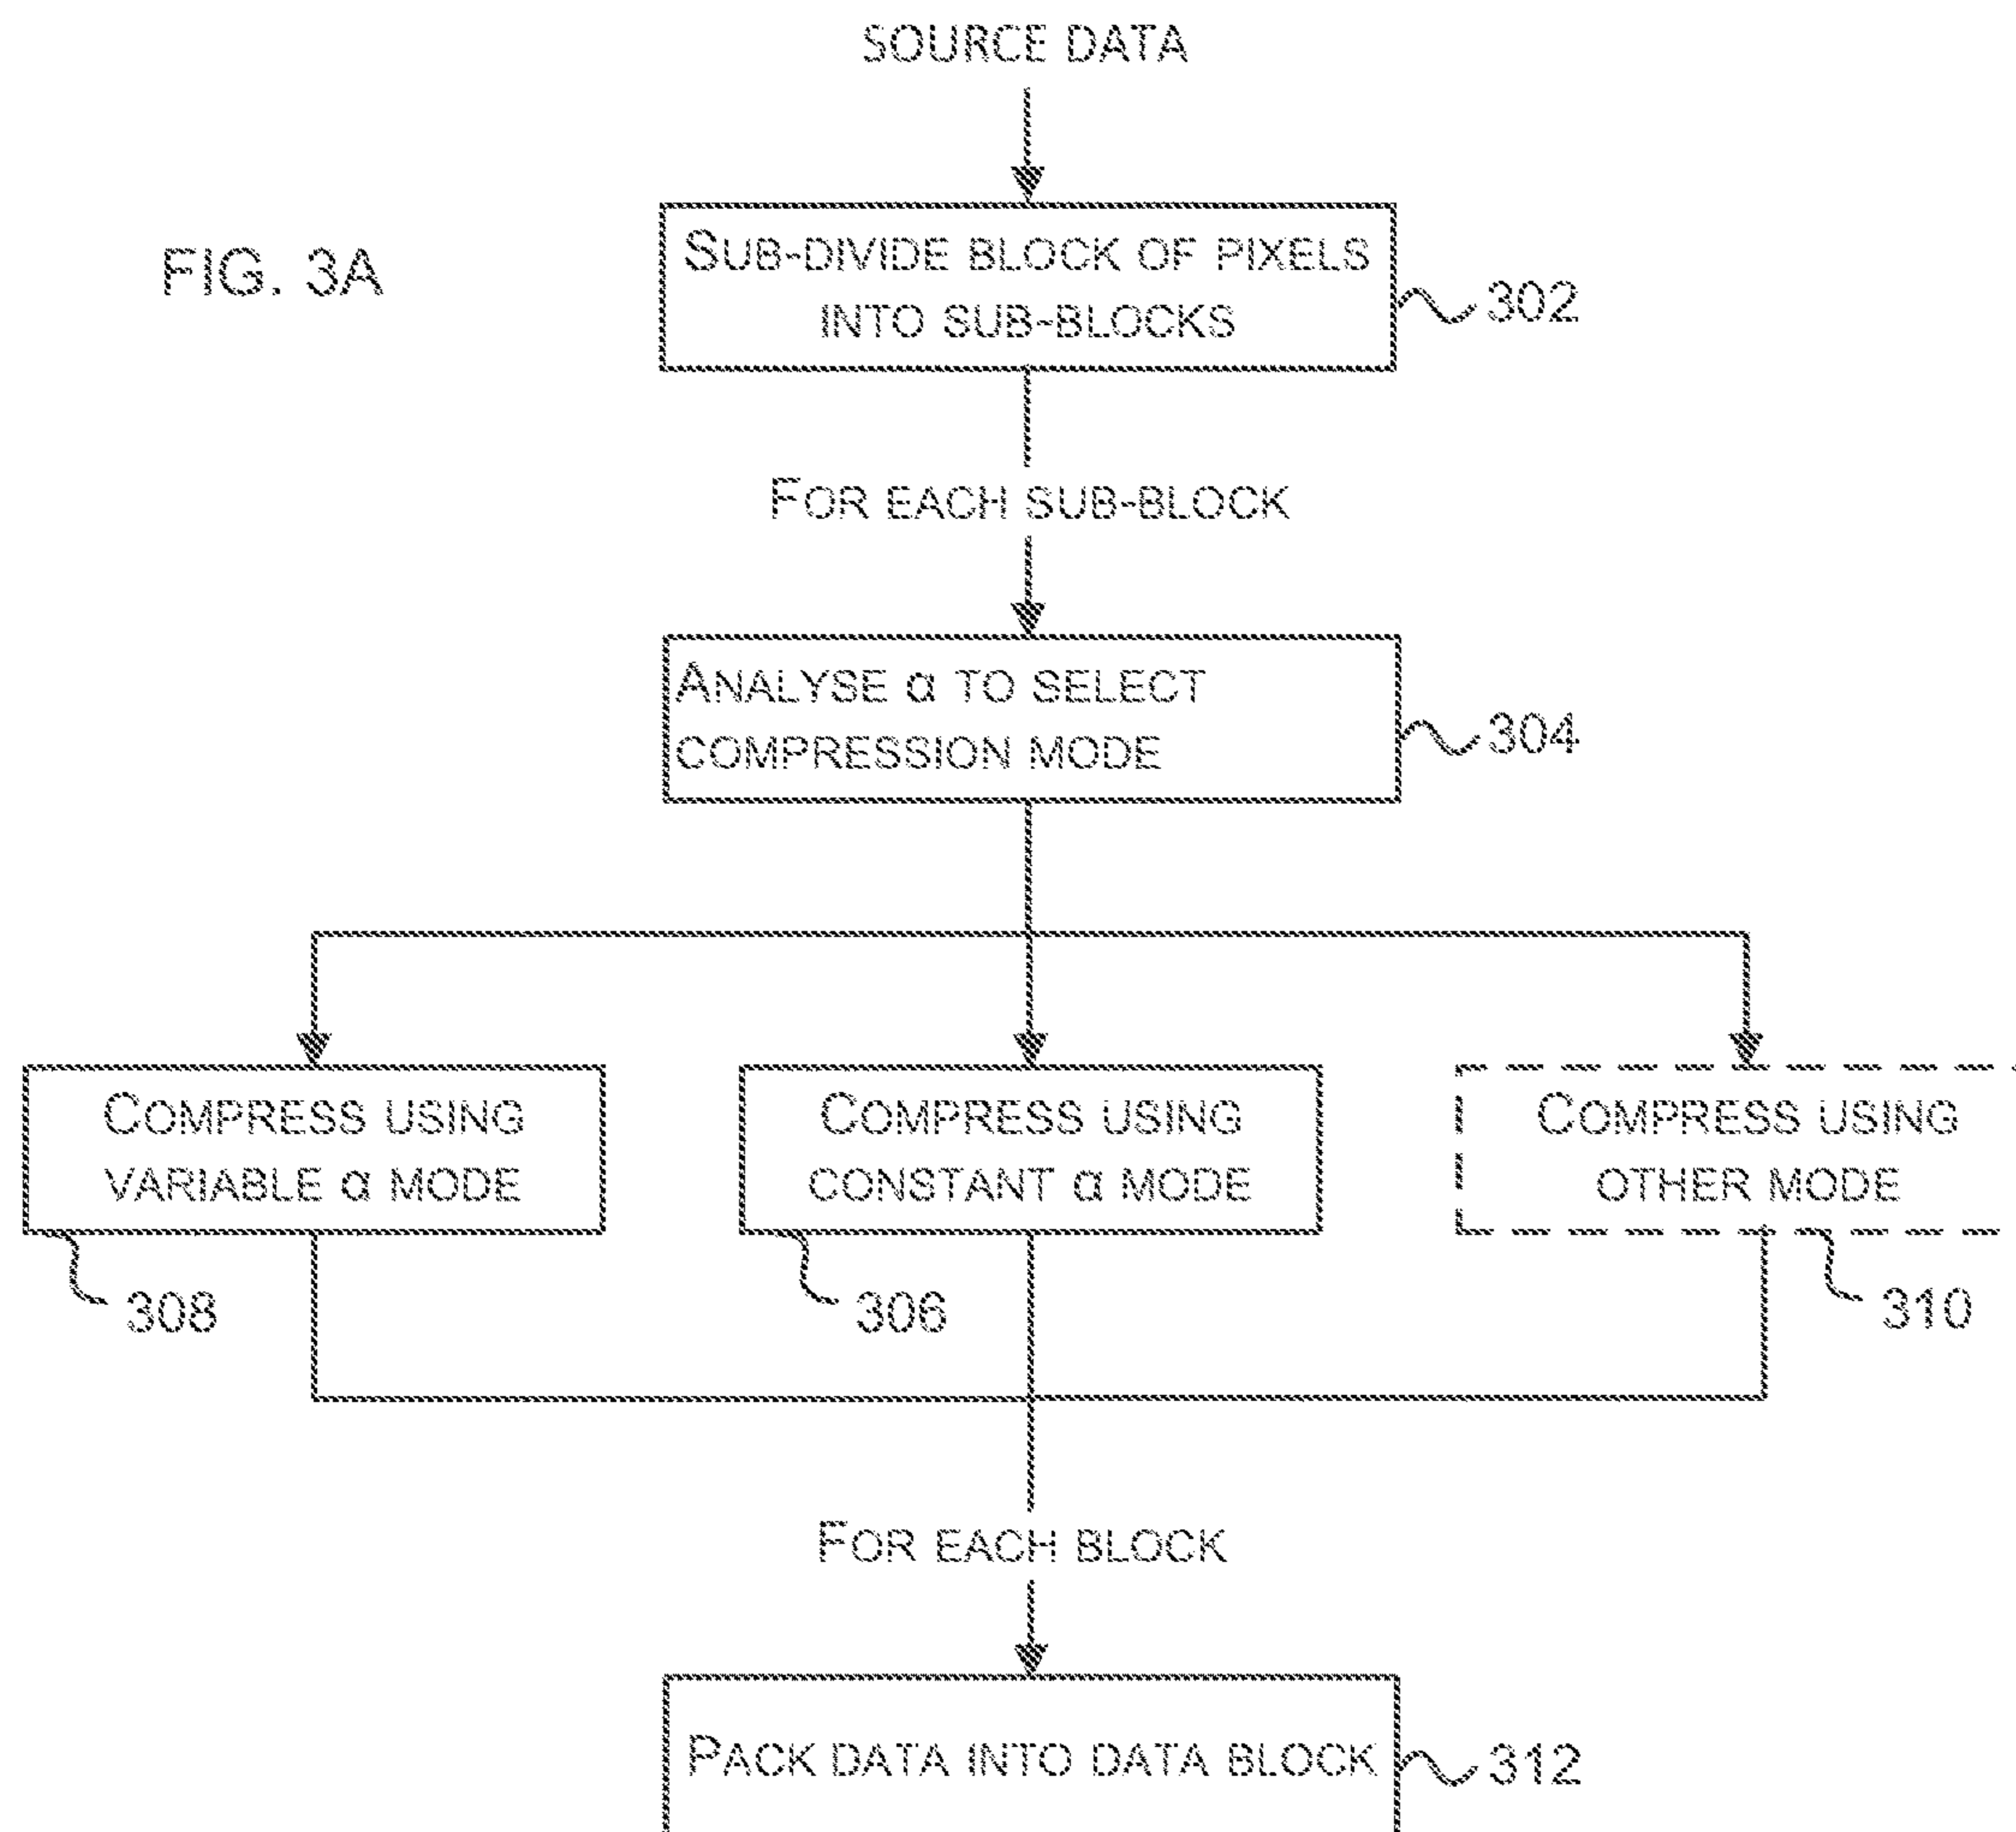 SOURCE DATA
FIG. 3A
SUB-DIVIDE BLOCK OF PIXELS
INTO SUB-BLOCKS
302
FOR EACH SUB-BLOCK
ANALYSE α TO SELECT
COMPRESSION MODE
304
COMPRESS USING
VARIABLE α MODE
308
COMPRESS USING
CONSTANT α MODE
306
COMPRESS USING
OTHER MODE
310
FOR EACH BLOCK
PACK DATA INTO DATA BLOCK
312